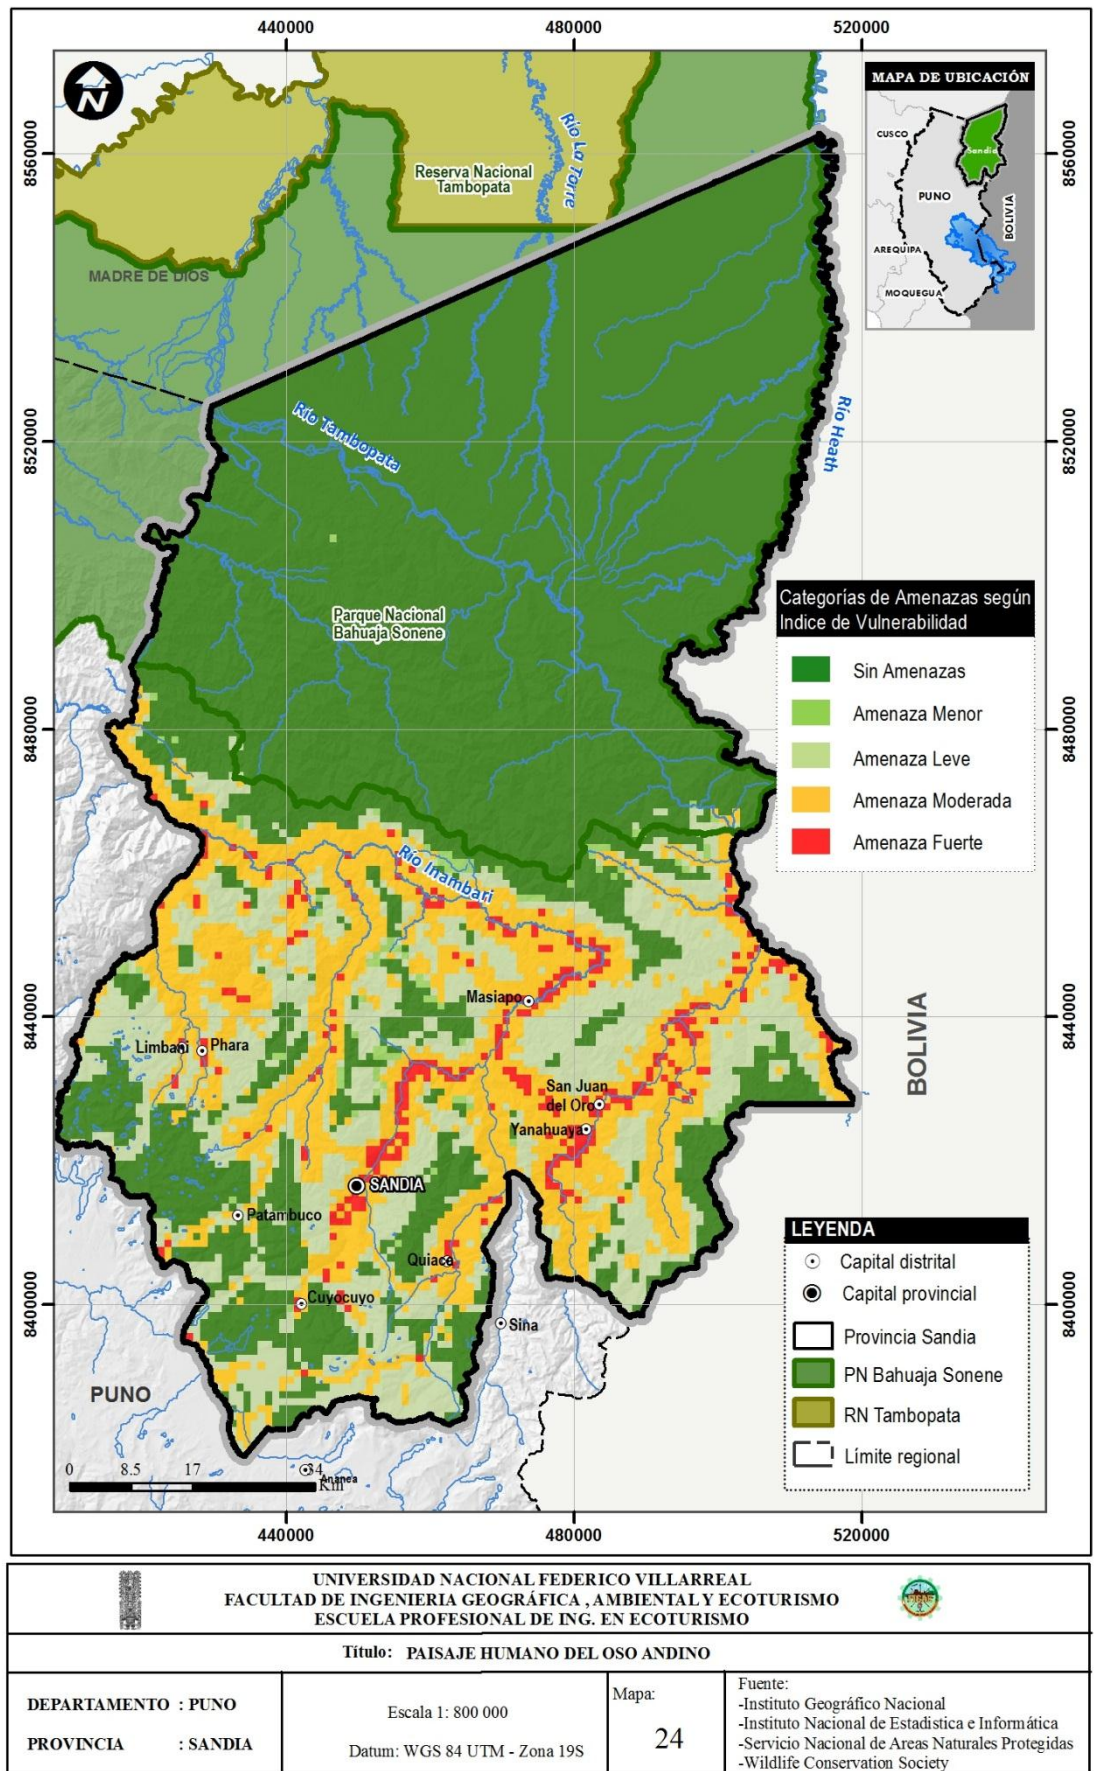 440000
480000
520000
8560000
8520000
8480000
8440000
8400000
8560000
8520000
8480000
8440000
8400000
440000
480000
520000
N
MAPA DE UBICACIÓN
CUSCO
Sandia
PUNO
BOLIVIA
AREQUIPA
MOQUEGUA
Río La Torre
Reserva Nacional
Tambopata
MADRE DE DIOS
Río Tambopata
Río Heath
Parque Nacional
Bahuaja Sonene
Categorías de Amenazas según
Indice de Vulnerabilidad
Sin Amenazas
Amenaza Menor
Amenaza Leve
Amenaza Moderada
Amenaza Fuerte
Río Inambari
Masiapo
Limbani
Phara
San Juan
del Oro
Yanahuaya
BOLIVIA
SANDIA
Patambuco
Quiaca
Cuyocuyo
Sina
PUNO
Ananea
0 8.5 17 34
Km
LEYENDA
Capital distrital
Capital provincial
Provincia Sandia
PN Bahuaja Sonene
RN Tambopata
Límite regional
UNIVERSIDAD NACIONAL FEDERICO VILLARREAL
FACULTAD DE INGENIERIA GEOGRÁFICA , AMBIENTAL Y ECOTURISMO
ESCUELA PROFESIONAL DE ING. EN ECOTURISMO
Título: PAISAJE HUMANO DEL OSO ANDINO
DEPARTAMENTO : PUNO
PROVINCIA : SANDIA
Escala 1: 800 000
Datum: WGS 84 UTM - Zona 19S
Mapa:
24
Fuente:
-Instituto Geográfico Nacional
-Instituto Nacional de Estadistica e Informática
-Servicio Nacional de Areas Naturales Protegidas
-Wildlife Conservation Society